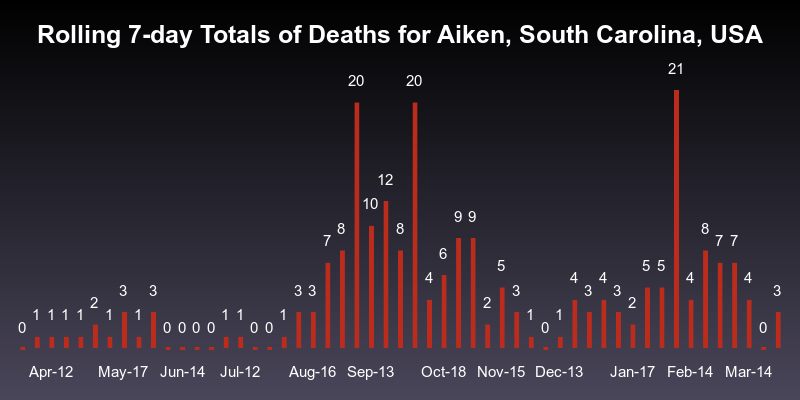 Rolling 7-day Totals of Deaths for Aiken, South Carolina, USA
0 1 1 1 1 2 1 3 1 3 0 0 0 0 1 1 0 0 1 3 3 7 8 20 10 12 8 20 4 6 9 9 2 5 3 1 0 1 4 3 4 3 2 5 5 21 4 8 7 7 4 0 3
Apr-12 May-17 Jun-14 Jul-12 Aug-16 Sep-13 Oct-18 Nov-15 Dec-13 Jan-17 Feb-14 Mar-14